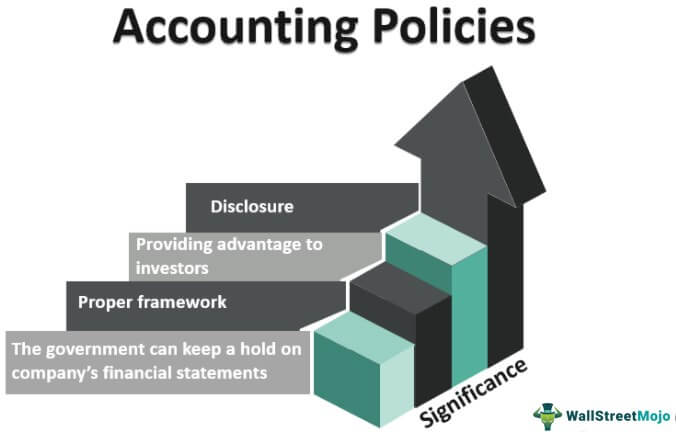 Accounting Policies
Disclosure
Providing advantage to
investors
Proper framework
The government can keep a hold on
company's financial statements
Significance
WallStreetMojo